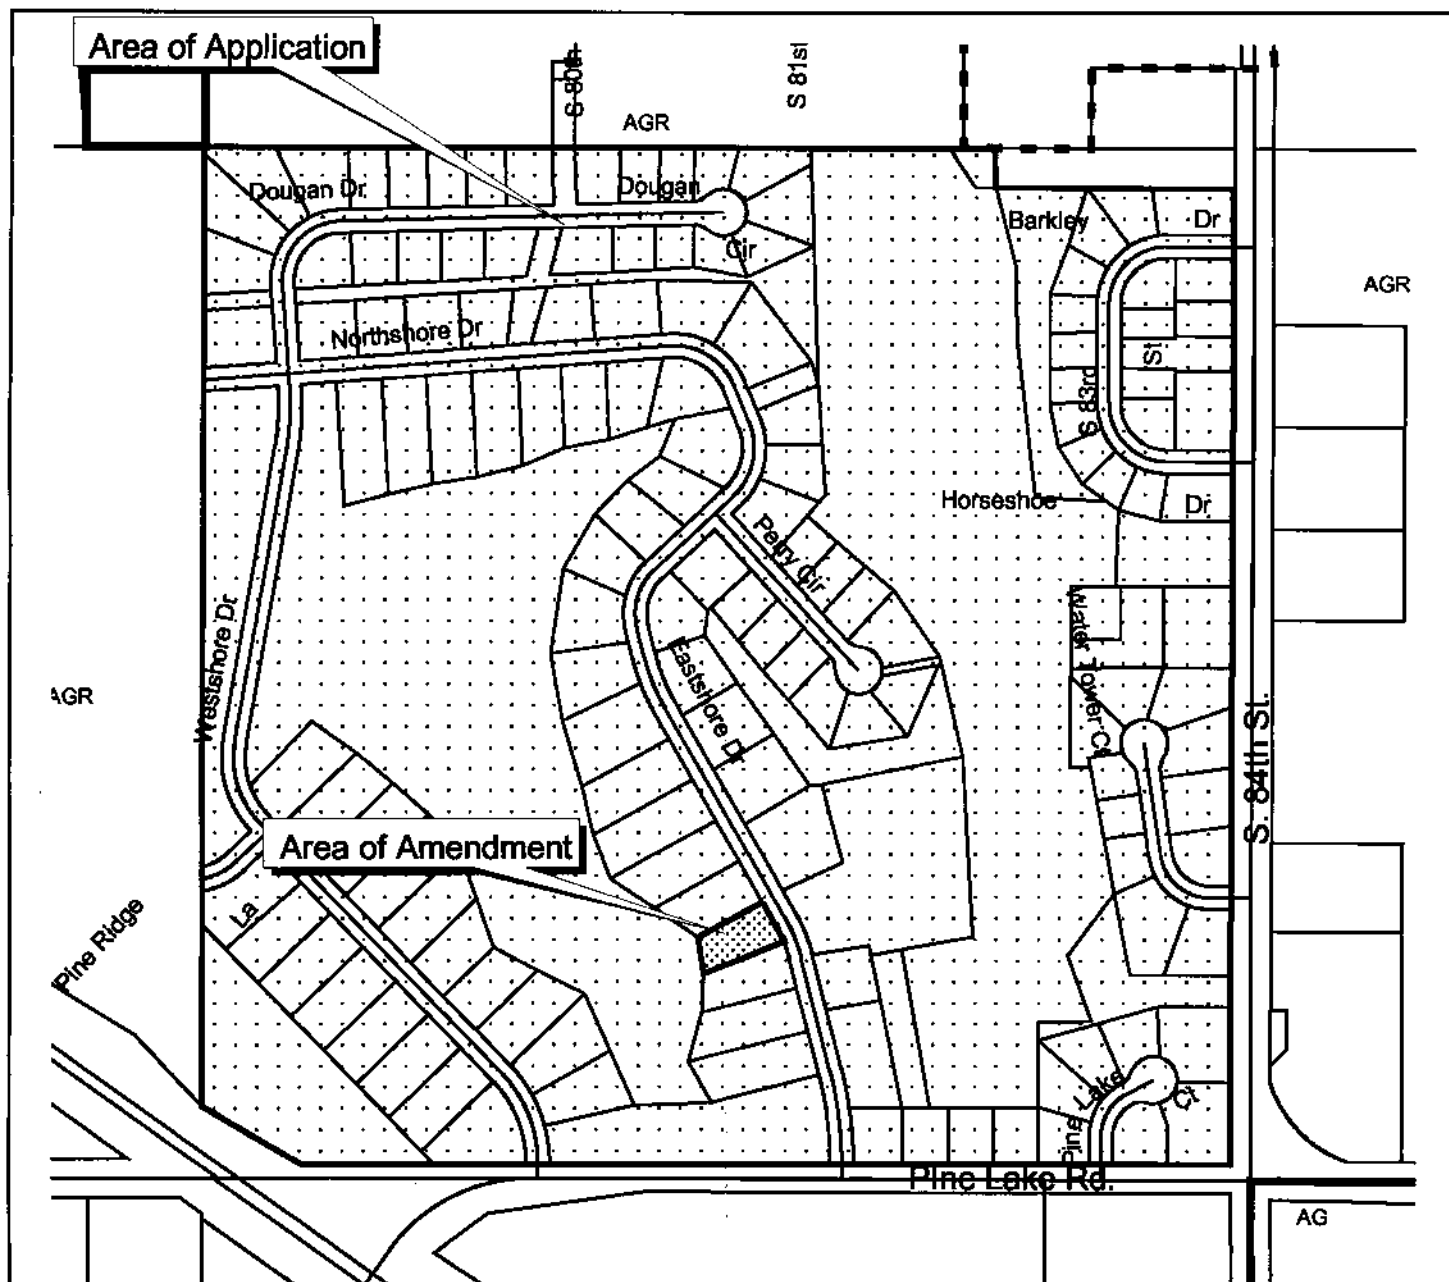 Area of Application
S 80th
S 81st
AGR
Dougan Dr
Dougan
Cir
Barkley
Dr
AGR
Northshore Dr
S 83rd
St
Horseshoe
Dr
Perry Cir
Westshore Dr
Eastshore Dr
Water Tower Ct
AGR
S. 84th St.
Area of Amendment
La
Pine Ridge
Pine Lake
Ct
Pine Lake Rd.
AG